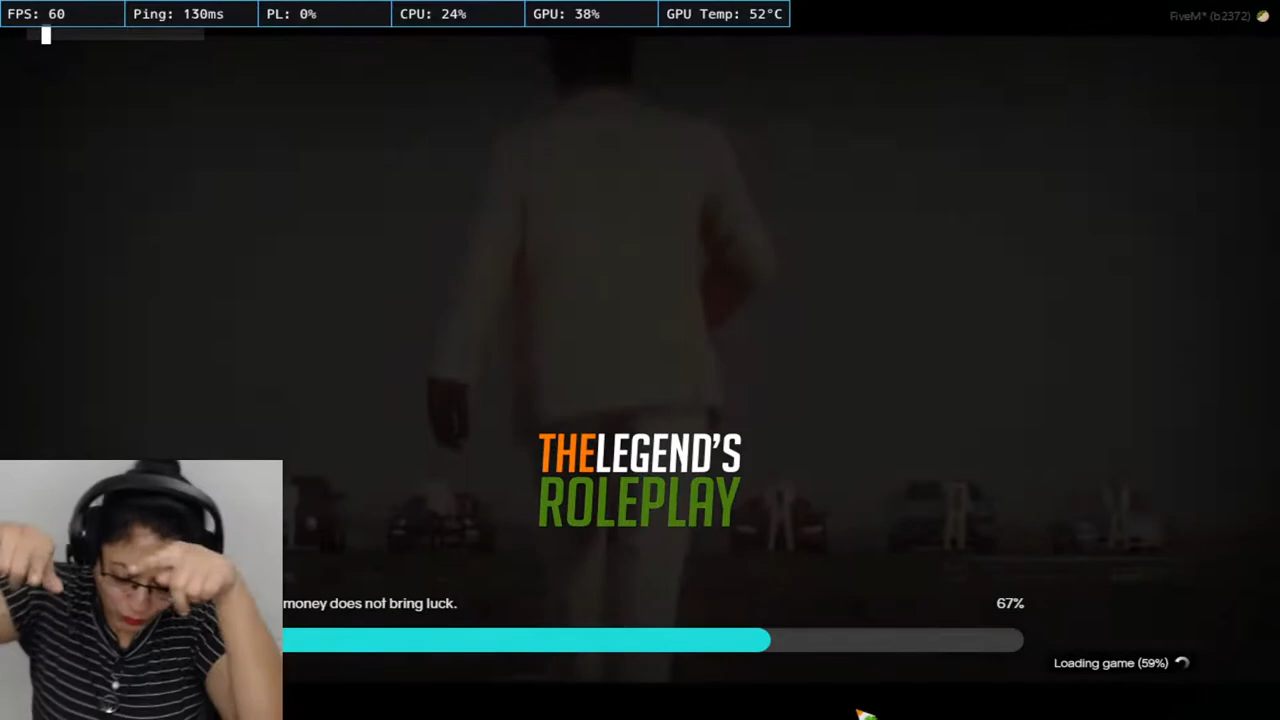 FPS: 60 Ping: 130ms PL: 0% CPU: 24% GPU: 38% GPU Temp: 52°C
FiveM* (b2372)
THELEGEND'S
ROLEPLAY
money does not bring luck. 67%
Loading game (59%)